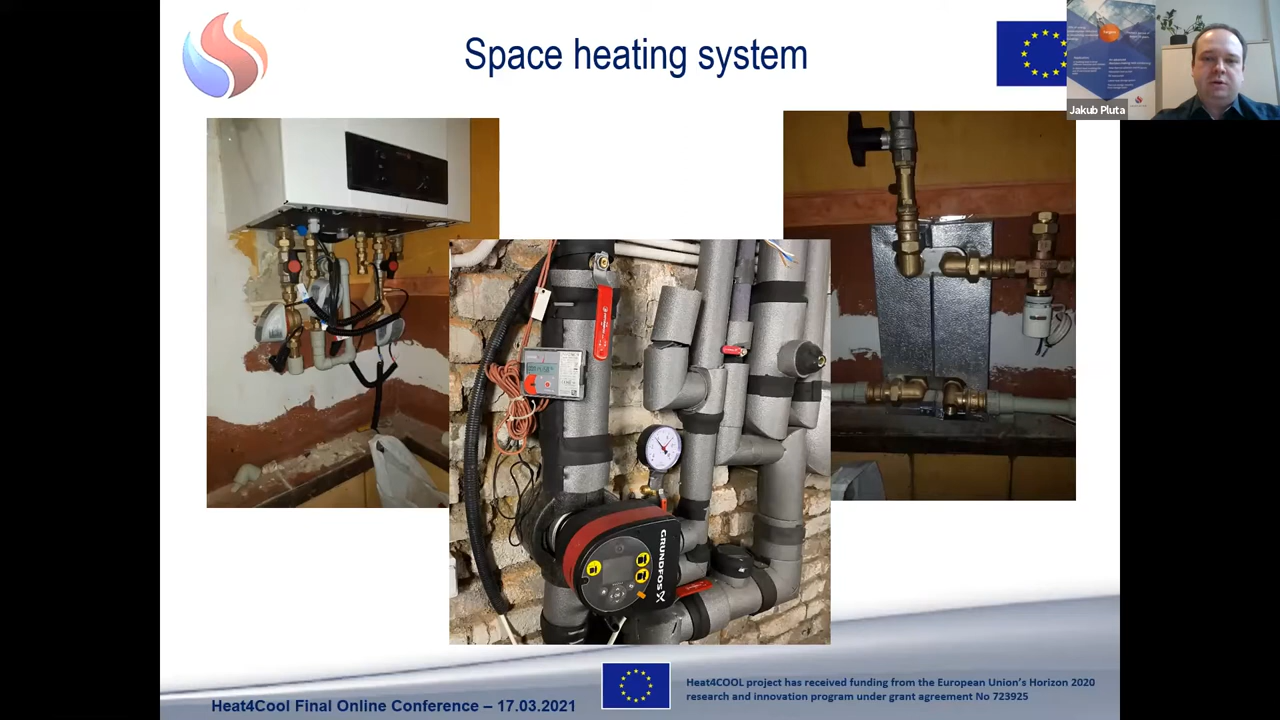 Space heating system
Jakub Pluta
GRUNDFOS
Heat4COOL project has received funding from the European Union's Horizon 2020
research and innovation program under grant agreement No 723925
Heat4Cool Final Online Conference – 17.03.2021